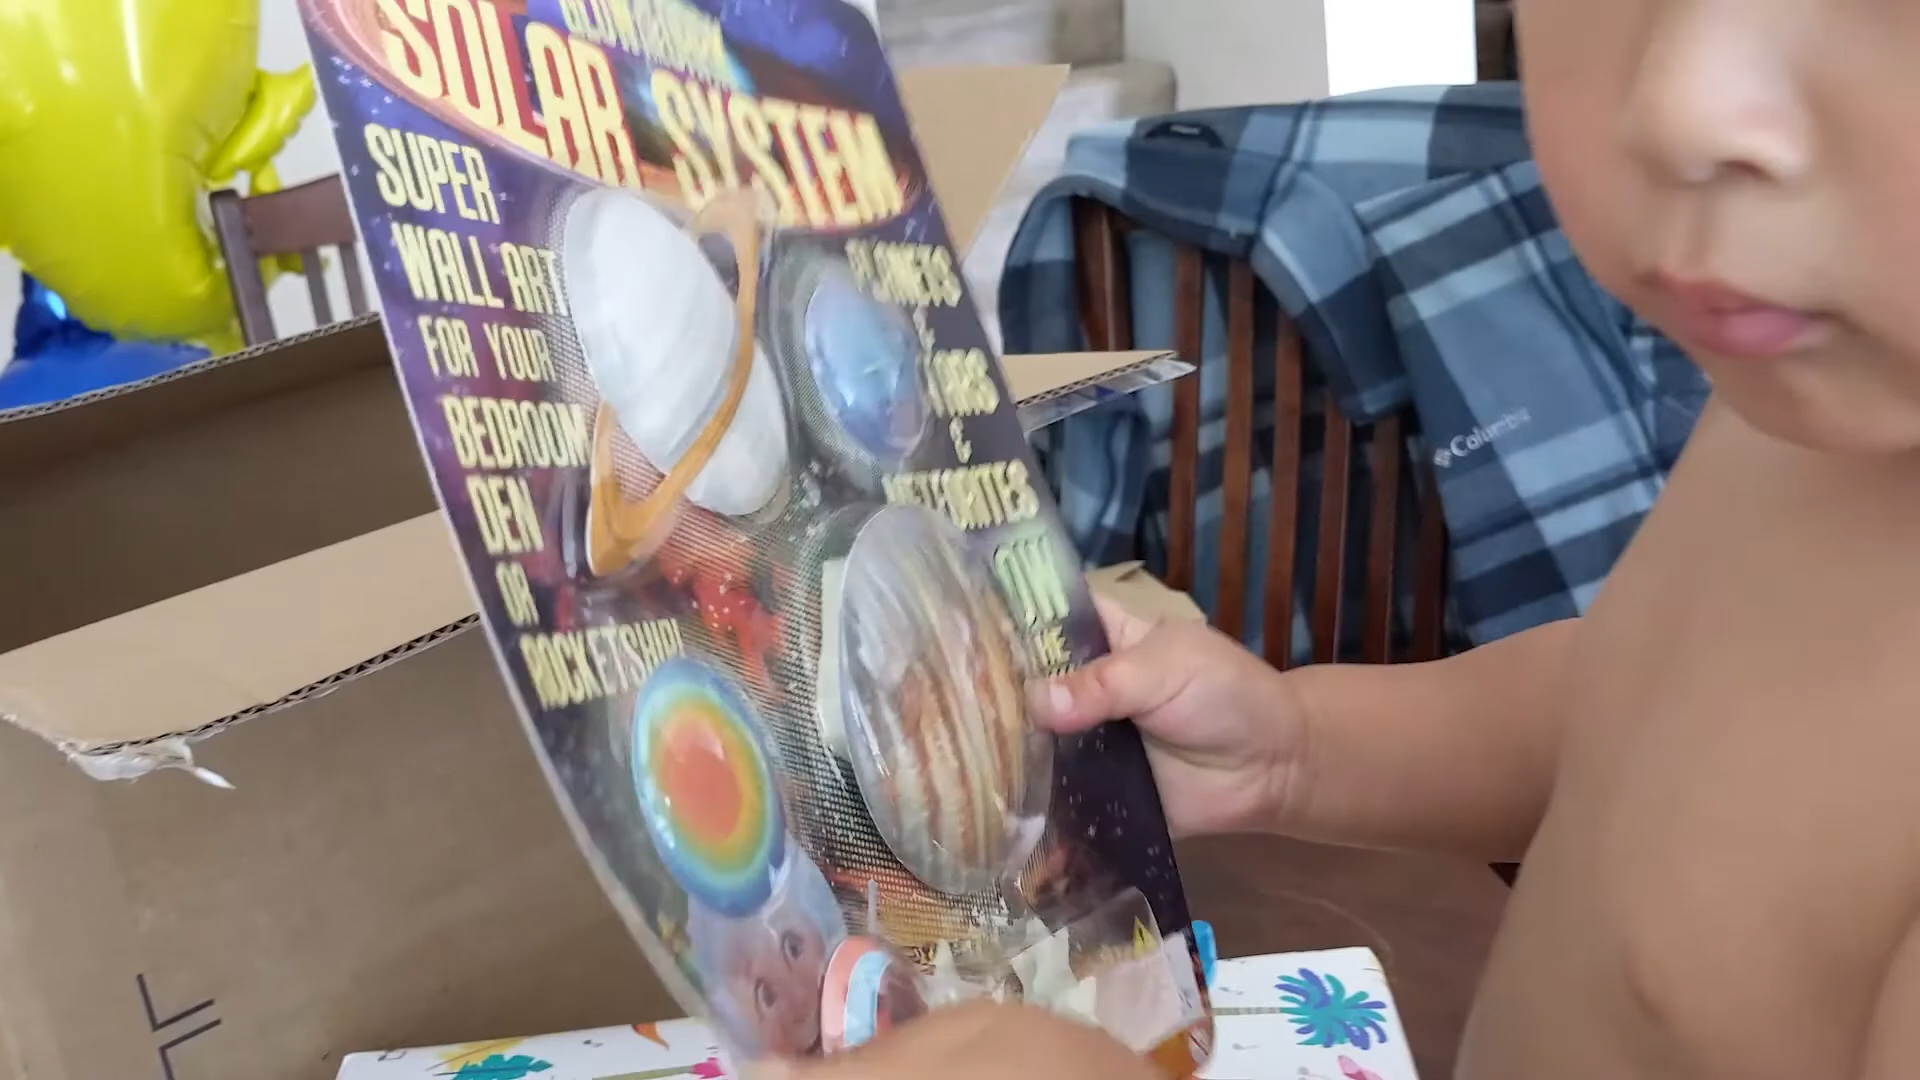 SOLAR SYSTEM
SUPER
WALL ART
FOR YOUR
BEDROOM
DEN
OR
ROCKETSHIP!
PLANETS
&
STARS
&
METEORITES
Columbia